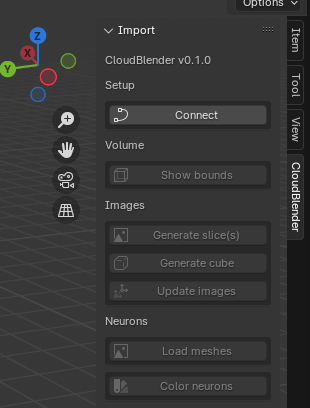 Options
Import
Z
X
Y
CloudBlender v0.1.0
Setup
Connect
Volume
Show bounds
Images
Generate slice(s)
Generate cube
Update images
Neurons
Load meshes
Color neurons
Item
Tool
View
CloudBlender